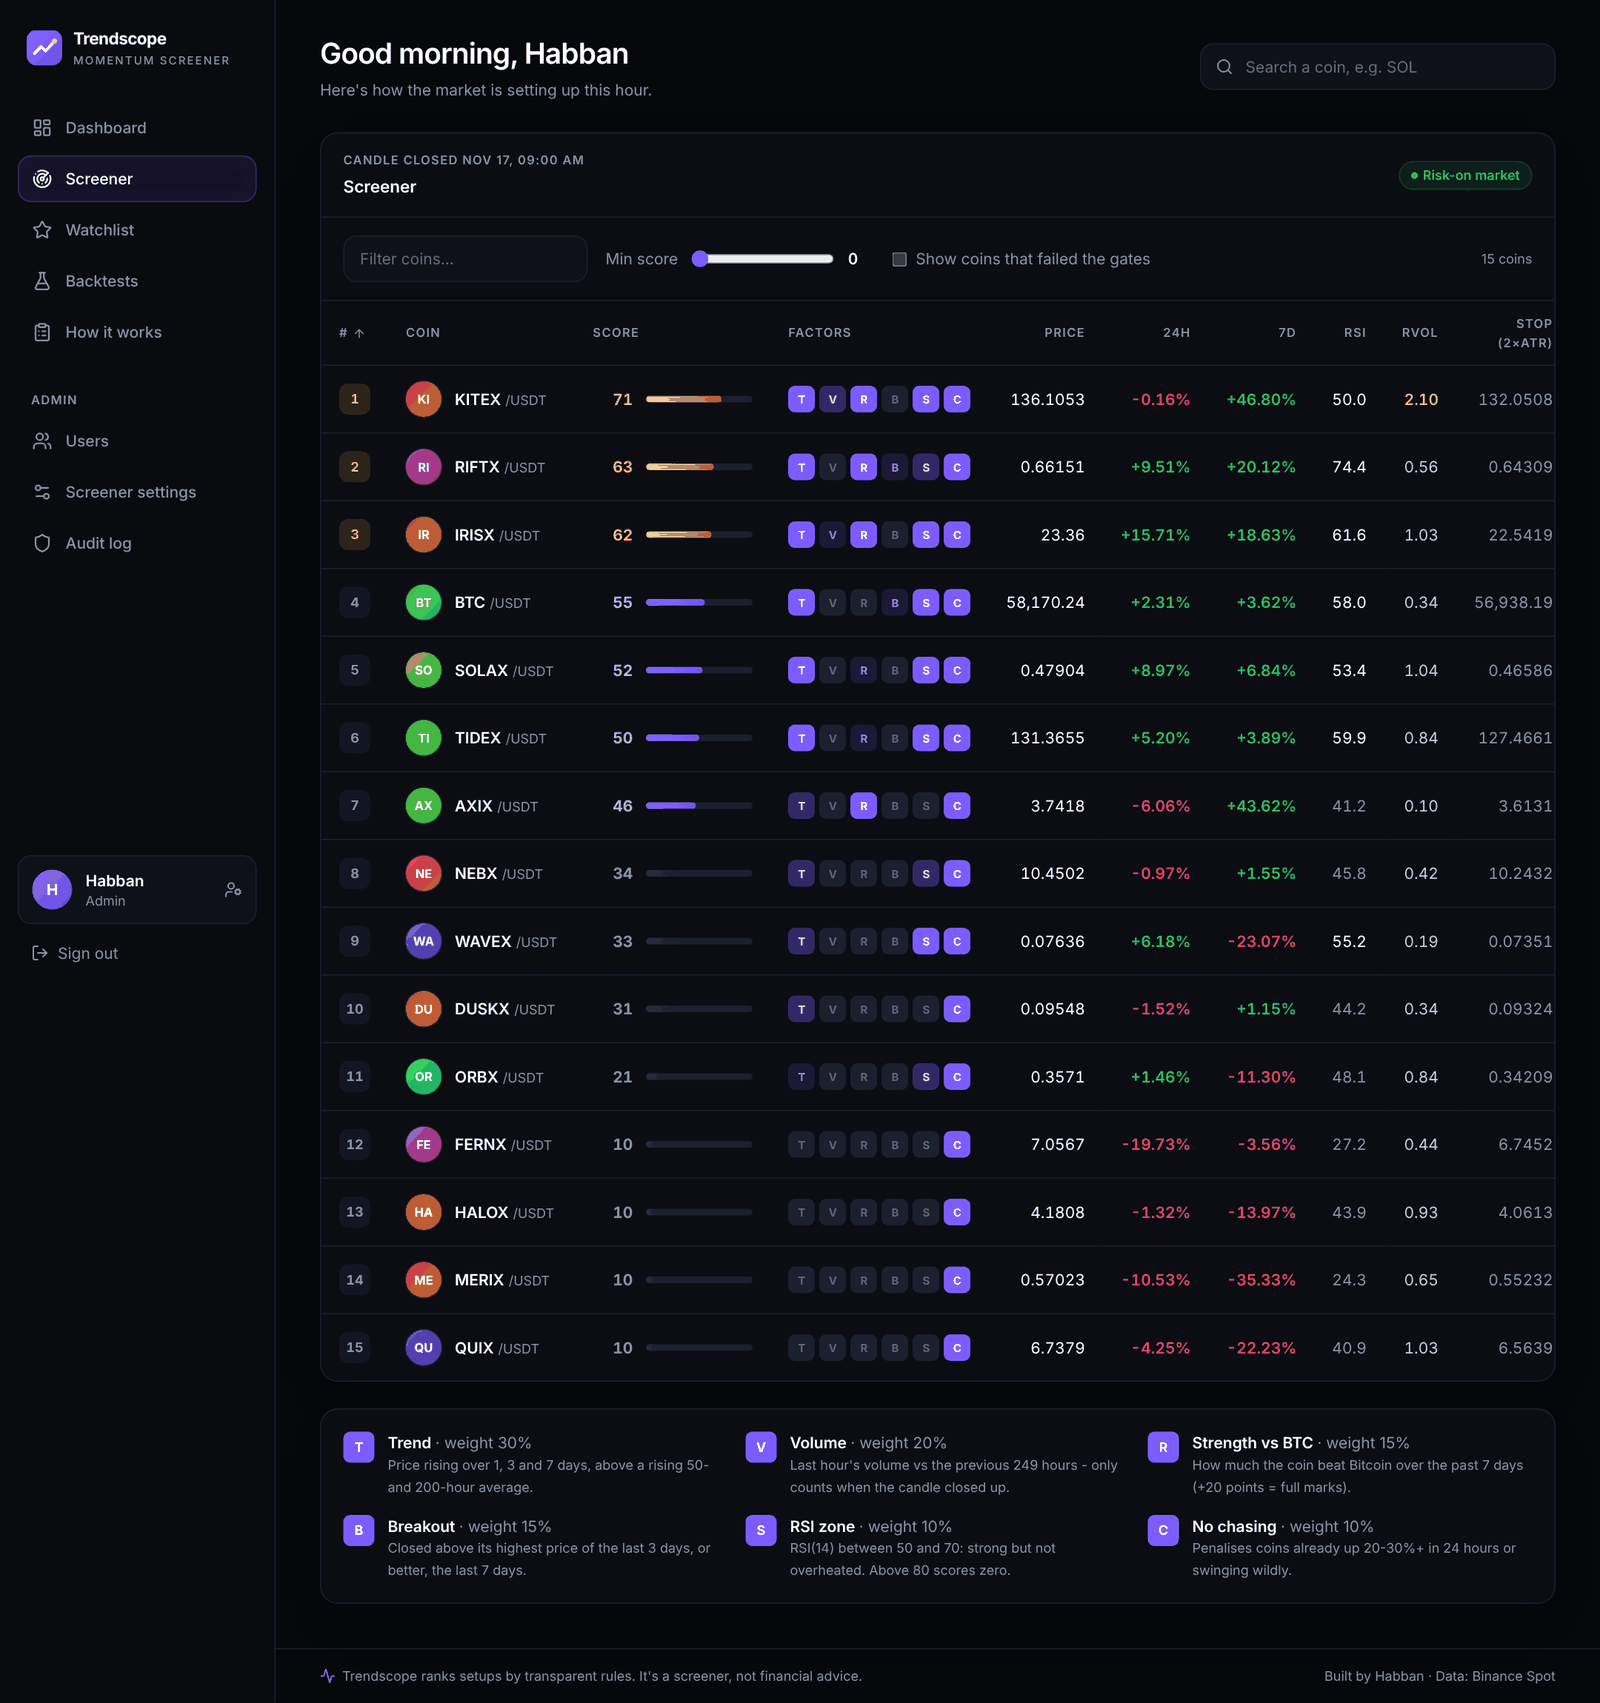 Trendscope
MOMENTUM SCREENER
Dashboard
Screener
Watchlist
Backtests
How it works
ADMIN
Users
Screener settings
Audit log
H
Habban
Admin
Sign out
Good morning, Habban
Here's how the market is setting up this hour.
Search a coin, e.g. SOL
CANDLE CLOSED NOV 17, 09:00 AM
Screener
Risk-on market
Filter coins...
Min score 0
Show coins that failed the gates
15 coins
# ↑ COIN SCORE FACTORS PRICE 24H 7D RSI RVOL STOP (2×ATR)
1 KI KITEX /USDT 71 T V R B S C 136.1053 -0.16% +46.80% 50.0 2.10 132.0508
2 RI RIFTX /USDT 63 T V R B S C 0.66151 +9.51% +20.12% 74.4 0.56 0.64309
3 IR IRISX /USDT 62 T V R B S C 23.36 +15.71% +18.63% 61.6 1.03 22.5419
4 BT BTC /USDT 55 T V R B S C 58,170.24 +2.31% +3.62% 58.0 0.34 56,938.19
5 SO SOLAX /USDT 52 T V R B S C 0.47904 +8.97% +6.84% 53.4 1.04 0.46586
6 TI TIDEX /USDT 50 T V R B S C 131.3655 +5.20% +3.89% 59.9 0.84 127.4661
7 AX AXIX /USDT 46 T V R B S C 3.7418 -6.06% +43.62% 41.2 0.10 3.6131
8 NE NEBX /USDT 34 T V R B S C 10.4502 -0.97% +1.55% 45.8 0.42 10.2432
9 WA WAVEX /USDT 33 T V R B S C 0.07636 +6.18% -23.07% 55.2 0.19 0.07351
10 DU DUSKX /USDT 31 T V R B S C 0.09548 -1.52% +1.15% 44.2 0.34 0.09324
11 OR ORBX /USDT 21 T V R B S C 0.3571 +1.46% -11.30% 48.1 0.84 0.34209
12 FE FERNX /USDT 10 T V R B S C 7.0567 -19.73% -3.56% 27.2 0.44 6.7452
13 HA HALOX /USDT 10 T V R B S C 4.1808 -1.32% -13.97% 43.9 0.93 4.0613
14 ME MERIX /USDT 10 T V R B S C 0.57023 -10.53% -35.33% 24.3 0.65 0.55232
15 QU QUIX /USDT 10 T V R B S C 6.7379 -4.25% -22.23% 40.9 1.03 6.5639
T
Trend · weight 30%
Price rising over 1, 3 and 7 days, above a rising 50-
and 200-hour average.
V
Volume · weight 20%
Last hour's volume vs the previous 249 hours - only
counts when the candle closed up.
R
Strength vs BTC · weight 15%
How much the coin beat Bitcoin over the past 7 days
(+20 points = full marks).
B
Breakout · weight 15%
Closed above its highest price of the last 3 days, or
better, the last 7 days.
S
RSI zone · weight 10%
RSI(14) between 50 and 70: strong but not
overheated. Above 80 scores zero.
C
No chasing · weight 10%
Penalises coins already up 20-30%+ in 24 hours or
swinging wildly.
Trendscope ranks setups by transparent rules. It's a screener, not financial advice.
Built by Habban · Data: Binance Spot